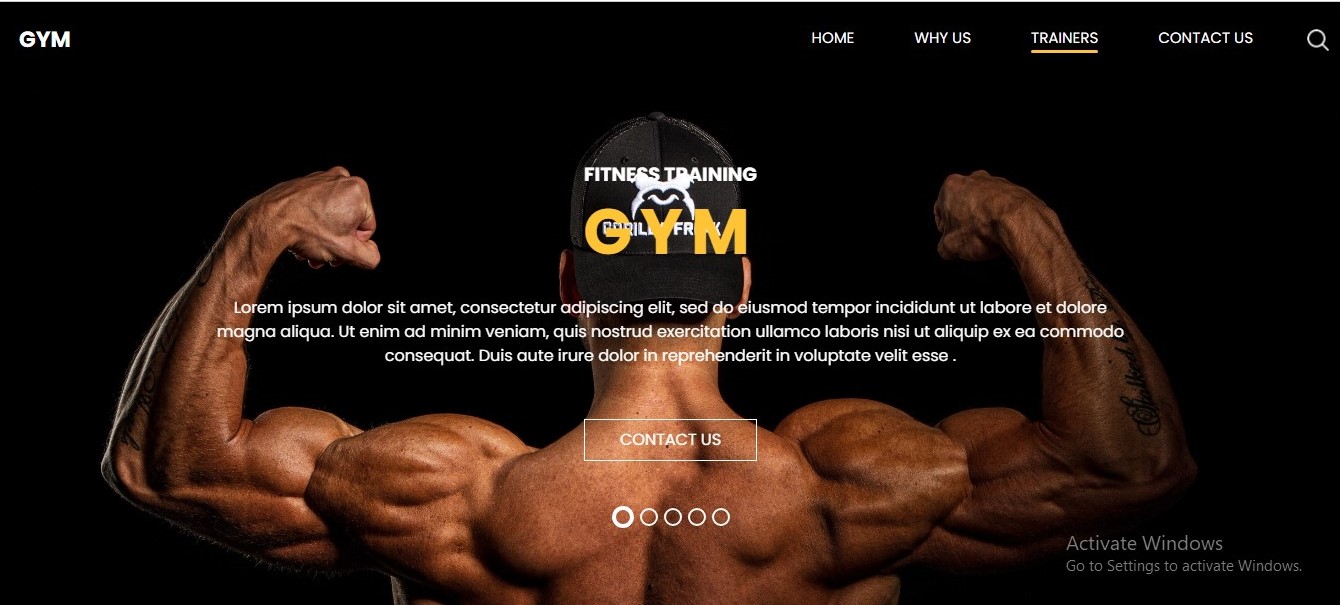 GYM
HOME WHY US TRAINERS CONTACT US
FITNESS TRAINING
GYM
Lorem ipsum dolor sit amet, consectetur adipiscing elit, sed do eiusmod tempor incididunt ut labore et dolore
magna aliqua. Ut enim ad minim veniam, quis nostrud exercitation ullamco laboris nisi ut aliquip ex ea commodo
consequat. Duis aute irure dolor in reprehenderit in voluptate velit esse .
CONTACT US
Activate Windows
Go to Settings to activate Windows.